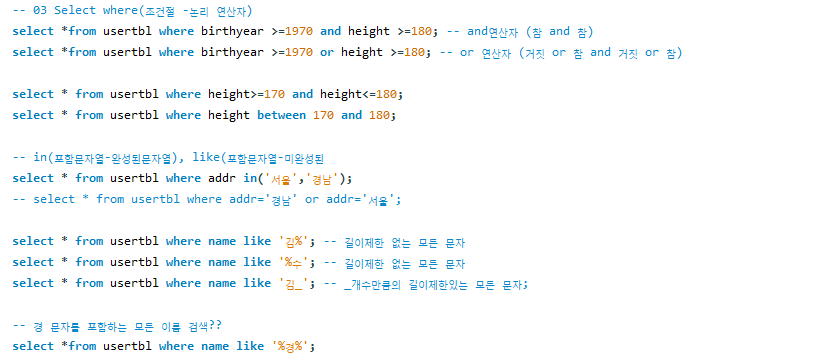 -- 03 Select where(조건절 -논리 연산자)
select *from usertbl where birthyear >=1970 and height >=180; -- and연산자 (참 and 참)
select *from usertbl where birthyear >=1970 or height >=180; -- or 연산자 (거짓 or 참 and 거짓 or 참)
select * from usertbl where height>=170 and height<=180;
select * from usertbl where height between 170 and 180;
-- in(포함문자열-완성된문자열), like(포함문자열-미완성된
select * from usertbl where addr in('서울','경남');
-- select * from usertbl where addr='경남' or addr='서울';
select * from usertbl where name like '김%'; -- 길이제한 없는 모든 문자
select * from usertbl where name like '%수'; -- 길이제한 없는 모든 문자
select * from usertbl where name like '김_'; -- _개수만큼의 길이제한있는 모든 문자;
-- 경 문자를 포함하는 모든 이름 검색??
select *from usertbl where name like '%경%';